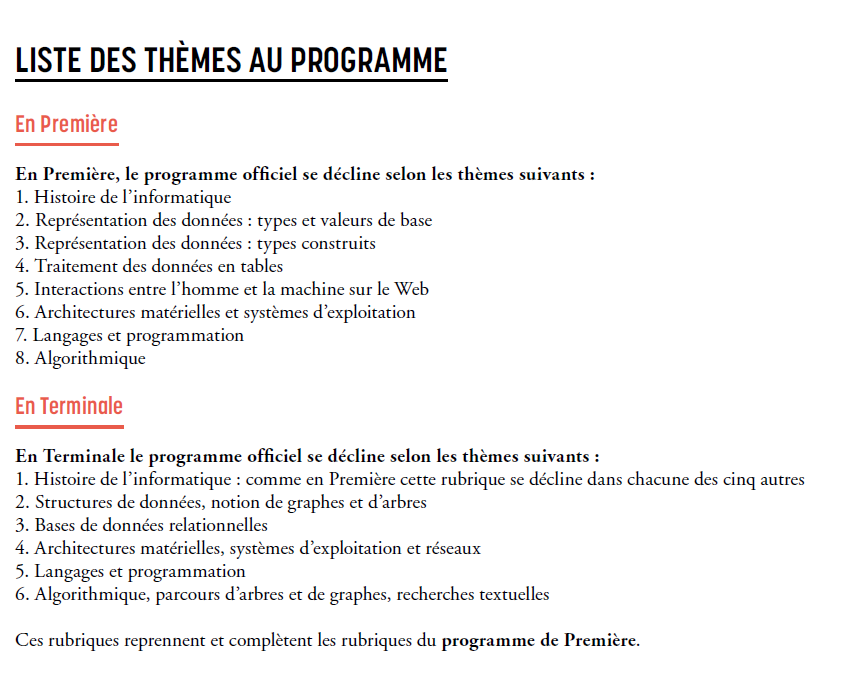 LISTE DES THÈMES AU PROGRAMME
En Première
En Première, le programme officiel se décline selon les thèmes suivants :
1. Histoire de l’informatique
2. Représentation des données : types et valeurs de base
3. Représentation des données : types construits
4. Traitement des données en tables
5. Interactions entre l’homme et la machine sur le Web
6. Architectures matérielles et systèmes d’exploitation
7. Langages et programmation
8. Algorithmique
En Terminale
En Terminale le programme officiel se décline selon les thèmes suivants :
1. Histoire de l’informatique : comme en Première cette rubrique se décline dans chacune des cinq autres
2. Structures de données, notion de graphes et d’arbres
3. Bases de données relationnelles
4. Architectures matérielles, systèmes d’exploitation et réseaux
5. Langages et programmation
6. Algorithmique, parcours d’arbres et de graphes, recherches textuelles
Ces rubriques reprennent et complètent les rubriques du programme de Première.